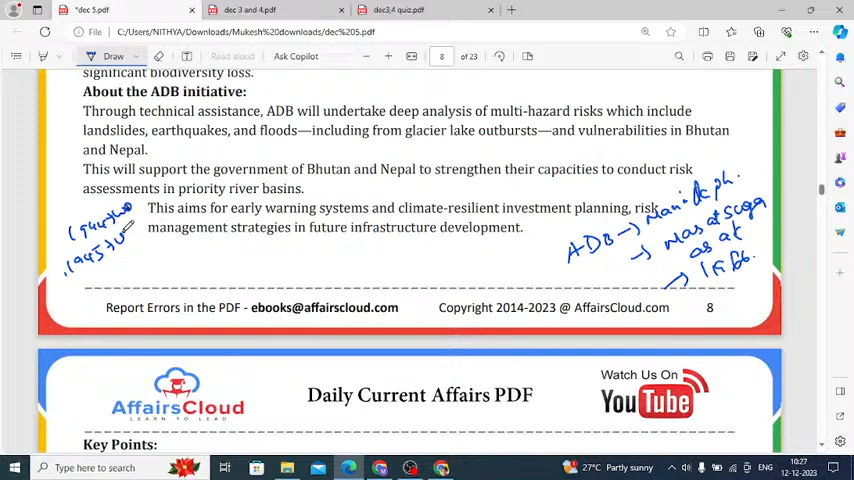 *dec 5.pdf
dec 3 and 4.pdf
dec3,4 quiz.pdf
File
C:/Users/NITHYA/Downloads/Mukesh%20downloads/dec%205.pdf
Draw
Read aloud
Ask Copilot
8
of 23
significant biodiversity loss.
About the ADB initiative:
Through technical assistance, ADB will undertake deep analysis of multi-hazard risks which include
landslides, earthquakes, and floods—including from glacier lake outbursts—and vulnerabilities in Bhutan
and Nepal.
This will support the government of Bhutan and Nepal to strengthen their capacities to conduct risk
assessments in priority river basins.
This aims for early warning systems and climate-resilient investment planning, risk
management strategies in future infrastructure development.
ADB → 
as at
1966.
Report Errors in the PDF - ebooks@affairscloud.com
Copyright 2014-2023 @ AffairsCloud.com
8
AFFAIRSCLOUD
LEARN TO LEAD
Daily Current Affairs PDF
Watch Us On
YouTube
Key Points:
Type here to search
27°C Partly sunny
ENG
10:27
12-12-2023